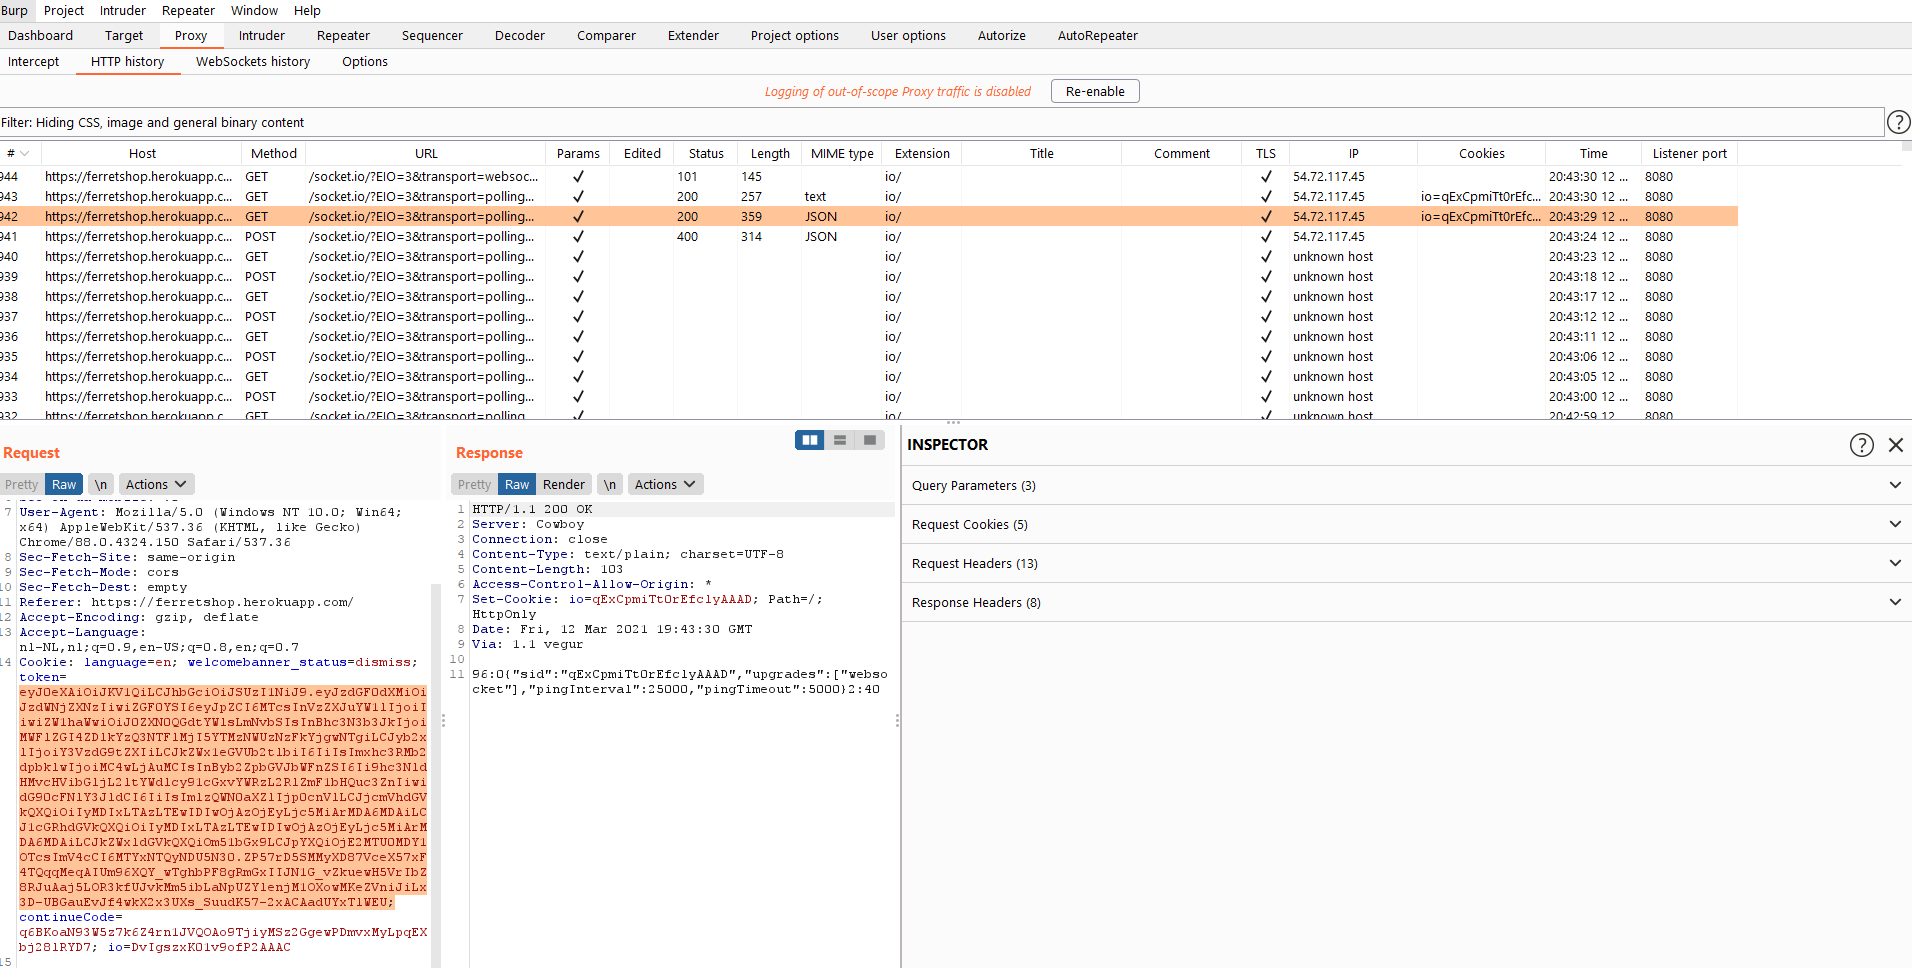 Burp Project Intruder Repeater Window Help
Dashboard Target Proxy Intruder Repeater Sequencer Decoder Comparer Extender Project options User options Autorize AutoRepeater
Intercept HTTP history WebSockets history Options
Logging of out-of-scope Proxy traffic is disabled Re-enable
Filter: Hiding CSS, image and general binary content ?
# Host Method URL Params Edited Status Length MIME type Extension Title Comment TLS IP Cookies Time Listener port
944 https://ferretshop.herokuapp.c... GET /socket.io/?EIO=3&transport=websoc... ✓ 101 145 io/ ✓ 54.72.117.45 20:43:30 12 ... 8080
943 https://ferretshop.herokuapp.c... GET /socket.io/?EIO=3&transport=polling... ✓ 200 257 text io/ ✓ 54.72.117.45 io=qExCpmiTt0rEfc... 20:43:30 12 ... 8080
942 https://ferretshop.herokuapp.c... GET /socket.io/?EIO=3&transport=polling... ✓ 200 359 JSON io/ ✓ 54.72.117.45 io=qExCpmiTt0rEfc... 20:43:29 12 ... 8080
941 https://ferretshop.herokuapp.c... POST /socket.io/?EIO=3&transport=polling... ✓ 400 314 JSON io/ ✓ 54.72.117.45 20:43:24 12 ... 8080
940 https://ferretshop.herokuapp.c... GET /socket.io/?EIO=3&transport=polling... ✓ io/ ✓ unknown host 20:43:23 12 ... 8080
939 https://ferretshop.herokuapp.c... POST /socket.io/?EIO=3&transport=polling... ✓ io/ ✓ unknown host 20:43:18 12 ... 8080
938 https://ferretshop.herokuapp.c... GET /socket.io/?EIO=3&transport=polling... ✓ io/ ✓ unknown host 20:43:17 12 ... 8080
937 https://ferretshop.herokuapp.c... POST /socket.io/?EIO=3&transport=polling... ✓ io/ ✓ unknown host 20:43:12 12 ... 8080
936 https://ferretshop.herokuapp.c... GET /socket.io/?EIO=3&transport=polling... ✓ io/ ✓ unknown host 20:43:11 12 ... 8080
935 https://ferretshop.herokuapp.c... POST /socket.io/?EIO=3&transport=polling... ✓ io/ ✓ unknown host 20:43:06 12 ... 8080
934 https://ferretshop.herokuapp.c... GET /socket.io/?EIO=3&transport=polling... ✓ io/ ✓ unknown host 20:43:05 12 ... 8080
933 https://ferretshop.herokuapp.c... POST /socket.io/?EIO=3&transport=polling... ✓ io/ ✓ unknown host 20:43:00 12 ... 8080
932 https://ferretshop.herokuapp.c GET /socket.io/?EIO=3&transport=polling ✓ io/ ✓ unknown host 20:42:59 12 8080
Request
Pretty Raw \n Actions
7 User-Agent: Mozilla/5.0 (Windows NT 10.0; Win64;
x64) AppleWebKit/537.36 (KHTML, like Gecko)
Chrome/88.0.4324.150 Safari/537.36
8 Sec-Fetch-Site: same-origin
9 Sec-Fetch-Mode: cors
10 Sec-Fetch-Dest: empty
11 Referer: https://ferretshop.herokuapp.com/
12 Accept-Encoding: gzip, deflate
13 Accept-Language:
nl-NL,nl;q=0.9,en-US;q=0.8,en;q=0.7
14 Cookie: language=en; welcomebanner_status=dismiss;
token=
continueCode=
15
Response
Pretty Raw Render \n Actions
1 HTTP/1.1 200 OK
2 Server: Cowboy
3 Connection: close
4 Content-Type: text/plain; charset=UTF-8
5 Content-Length: 103
6 Access-Control-Allow-Origin: *
7 Set-Cookie: io=qExCpmiTt0rEfclyAAAD; Path=/;
HttpOnly
8 Date: Fri, 12 Mar 2021 19:43:30 GMT
9 Via: 1.1 vegur
10
11 96:0{"sid":"qExCpmiTt0rEfclyAAAD","upgrades":["webso
cket"],"pingInterval":25000,"pingTimeout":5000}2:40
INSPECTOR ?
Query Parameters (3)
Request Cookies (5)
Request Headers (13)
Response Headers (8)